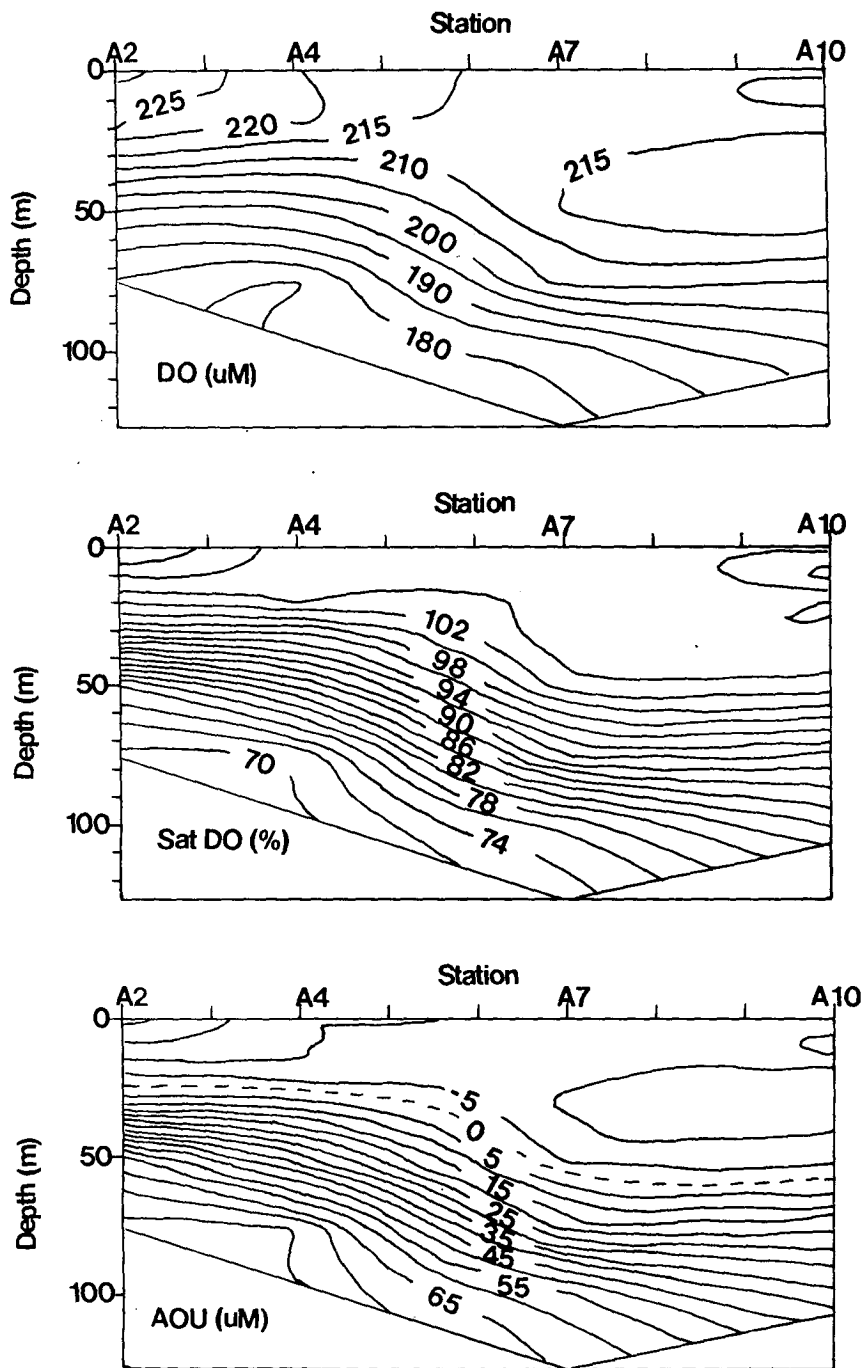 Station
A2 A4 A7 A10
0
50
100
Depth (m)
225
220
215
210
215
200
190
180
DO (uM)
Station
A2 A4 A7 A10
0
50
100
Depth (m)
102
98
94
90
86
82
78
74
70
Sat DO (%)
Station
A2 A4 A7 A10
0
50
100
Depth (m)
-5
0
5
15
25
35
45
55
65
AOU (uM)